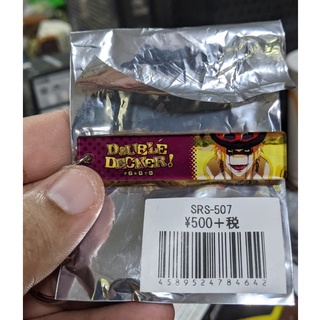 DOUBLE
DECKER!
SRS-507
¥500+税
4589524784642